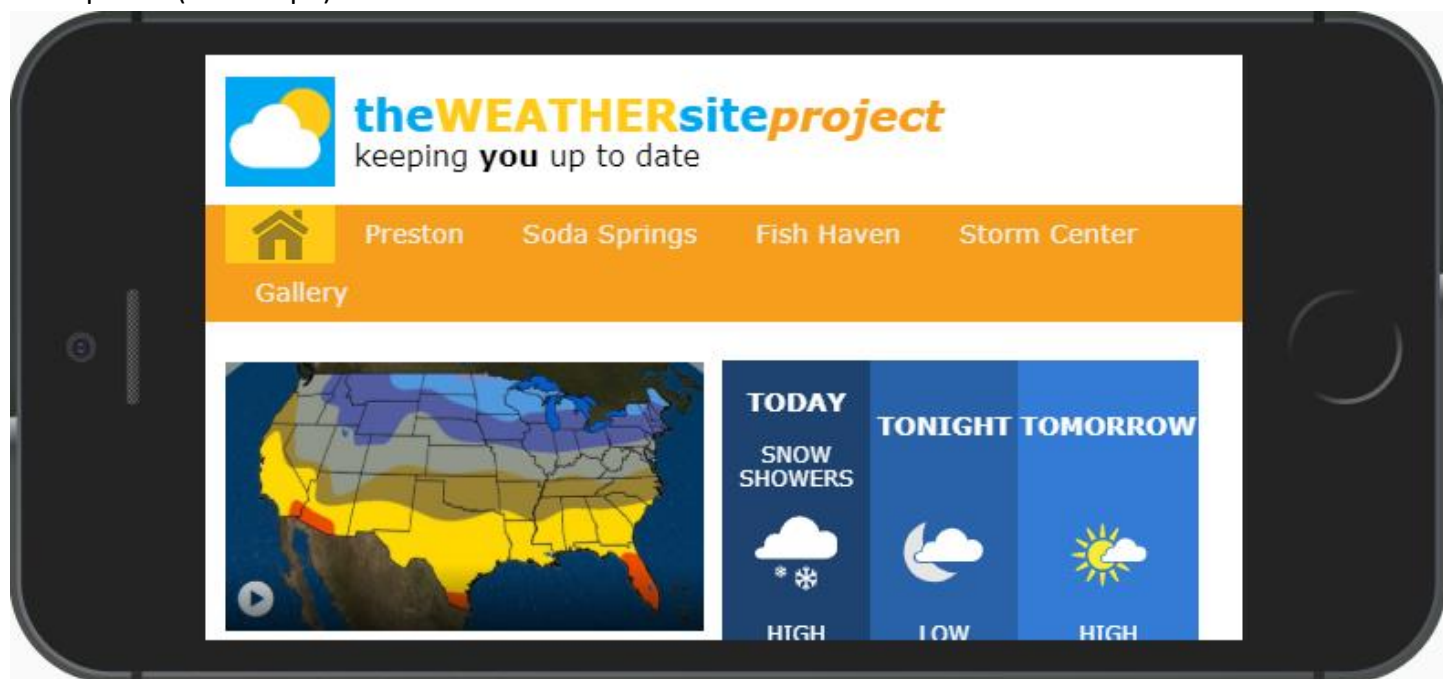 theWEATHERsiteproject
keeping you up to date
Preston Soda Springs Fish Haven Storm Center
Gallery
TODAY
SNOW
SHOWERS
HIGH
TONIGHT
LOW
TOMORROW
HIGH